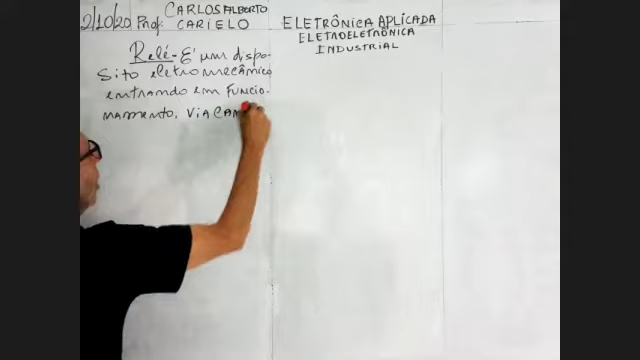 2/10/20 Prof: CARLOS ALBERTO CARIELO
ELETRÔNICA APLICADA
ELETROELETRÔNICA
INDUSTRIAL
Relé - É um dispo-
sito eletromecânico
entrando em funcio-
namento, VIA CAM